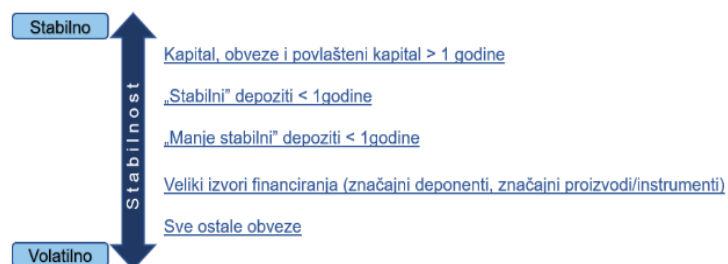 Stabilno
Kapital, obveze i povlašteni kapital > 1 godine
„Stabilni” depoziti < 1godine
„Manje stabilni” depoziti < 1godine
Stabilnost
Veliki izvori financiranja (značajni deponenti, značajni proizvodi/instrumenti)
Sve ostale obveze
Volatilno